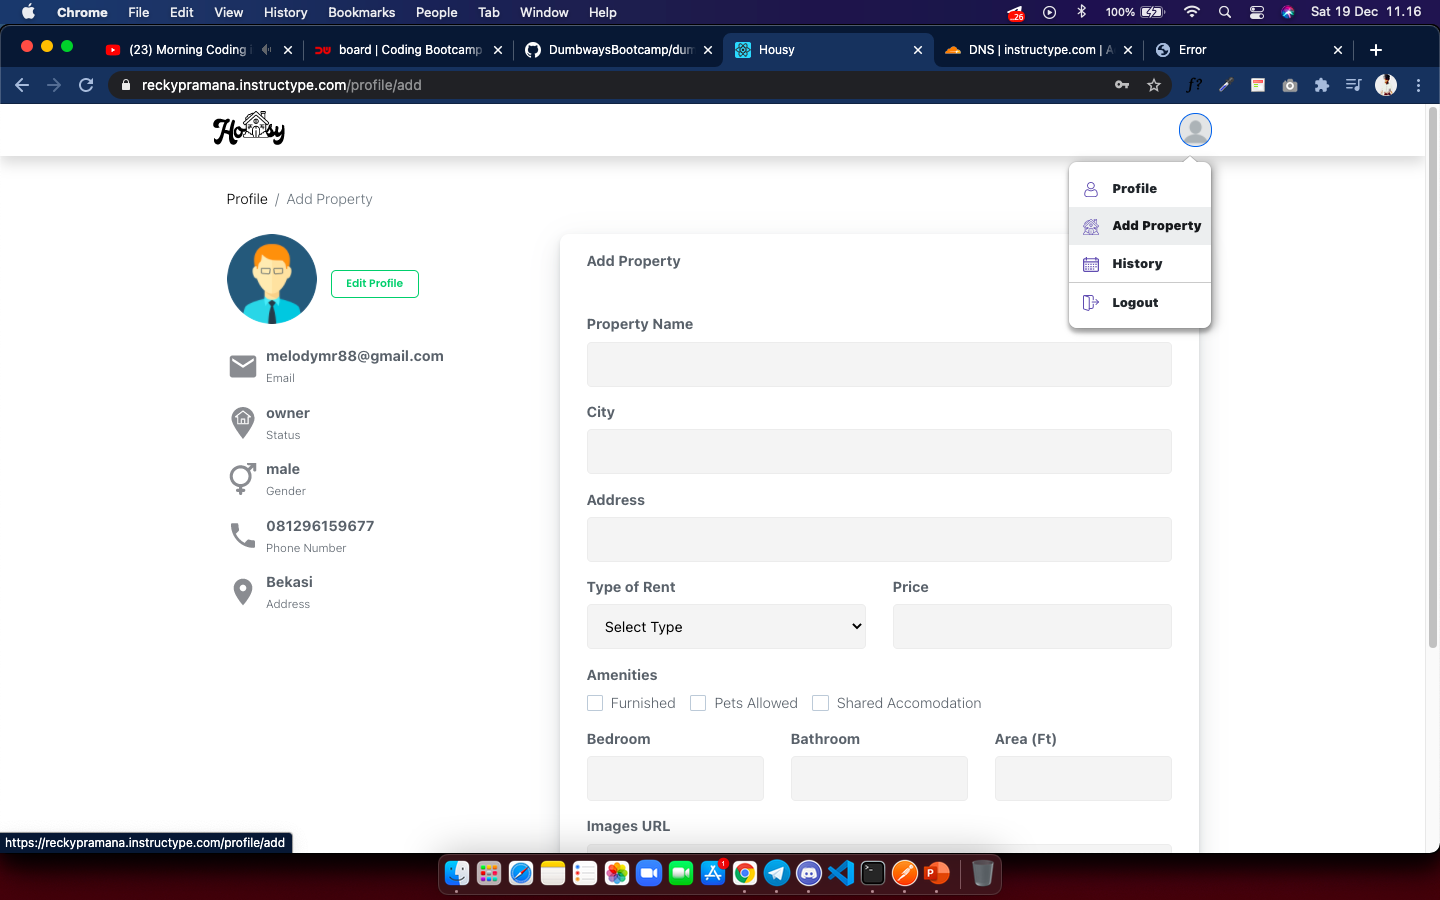 Chrome File Edit View History Bookmarks People Tab Window Help
26
100%
Sat 19 Dec 11.16
(23) Morning Coding
board | Coding Bootcamp
DumbwaysBootcamp/dum
Housy
DNS | instructype.com | A
Error
reckypramana.instructype.com/profile/add
f?
Housy
Profile
Add Property
History
Logout
Profile / Add Property
Edit Profile
melodymr88@gmail.com
Email
owner
Status
male
Gender
081296159677
Phone Number
Bekasi
Address
Add Property
Property Name
City
Address
Type of Rent
Price
Select Type
Amenities
Furnished
Pets Allowed
Shared Accomodation
Bedroom
Bathroom
Area (Ft)
Images URL
https://reckypramana.instructype.com/profile/add
1